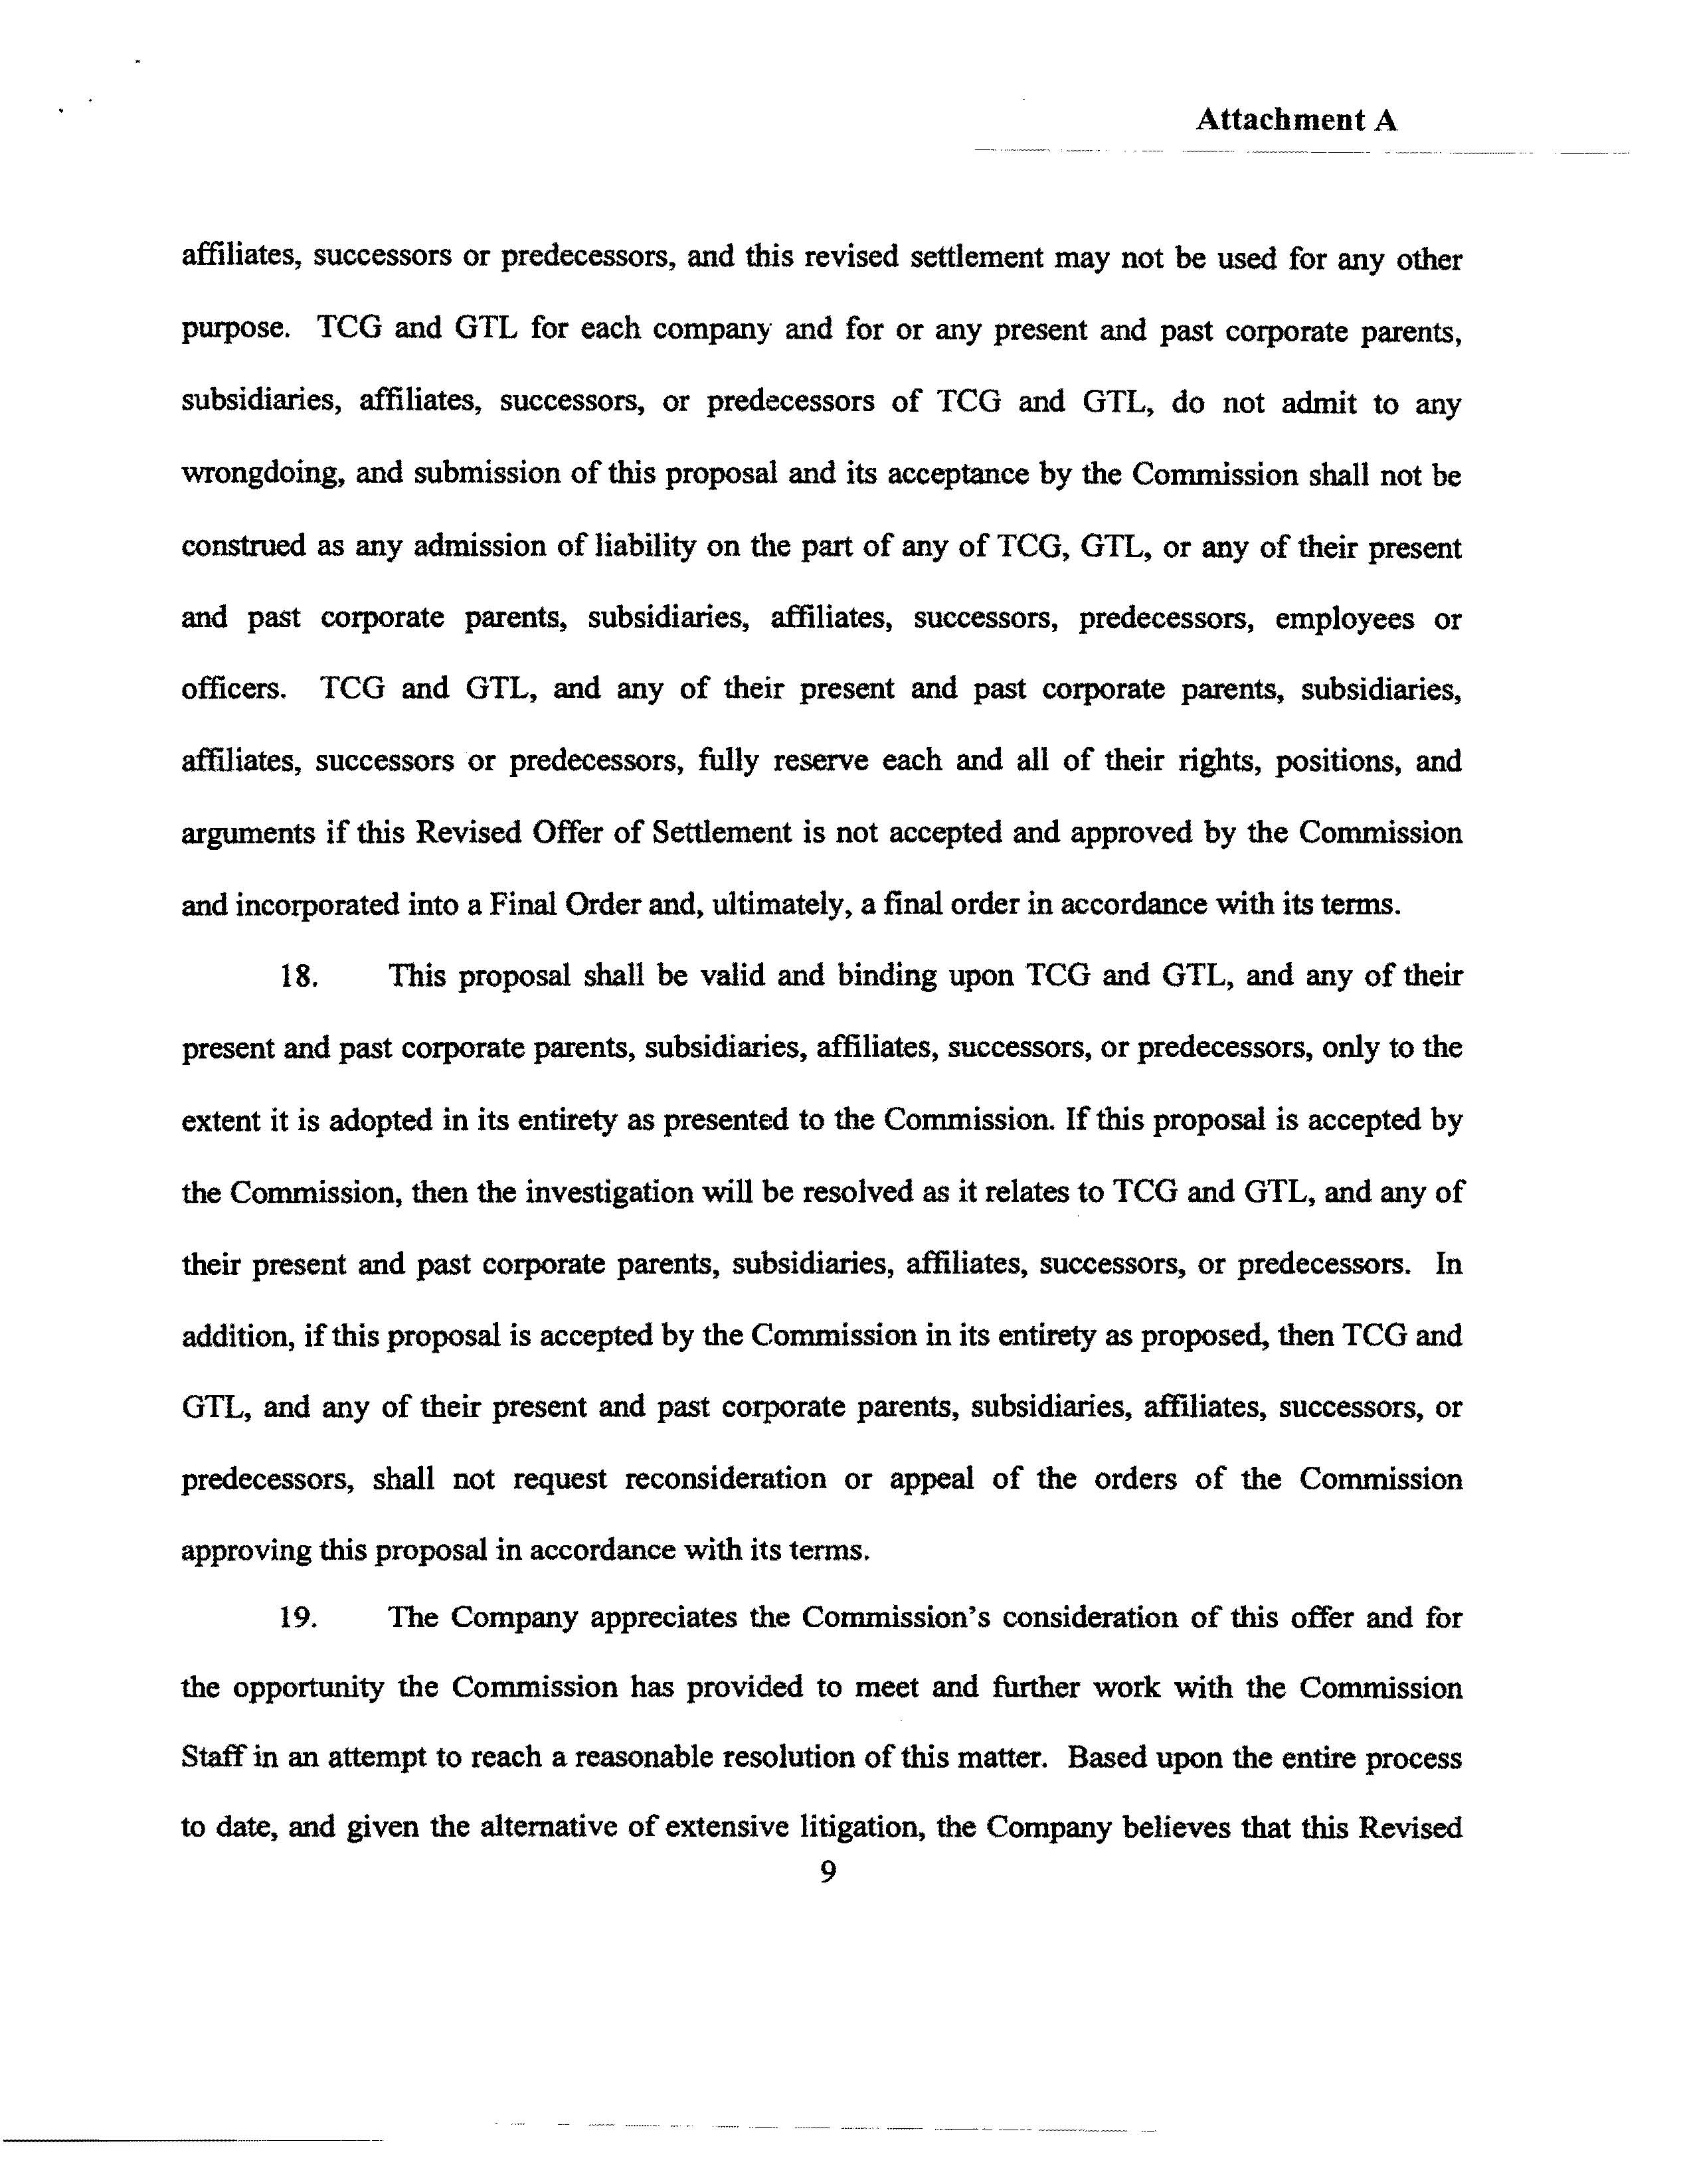 Attachment A
affiliates, successors or predecessors, and this revised settlement may not be used for any other
purpose. TCG and GTL for each company and for or any present and past corporate parents,
subsidiaries, affiliates, successors, or predecessors of TCG and GTL, do not admit to any
wrongdoing, and submission of this proposal and its acceptance by the Commission shall not be
construed as any admission of liability on the part of any of TCG, GTL, or any of their present
and past corporate parents, subsidiaries, affiliates, successors, predecessors, employees or
officers. TCG and GTL, and any of their present and past corporate parents, subsidiaries,
affiliates, successors or predecessors, fully reserve each and all of their rights, positions, and
arguments if this Revised Offer of Settlement is not accepted and approved by the Commission
and incorporated into a Final Order and, ultimately, a final order in accordance with its terms.
18. This proposal shall be valid and binding upon TCG and GTL, and any of their
present and past corporate parents, subsidiaries, affiliates, successors, or predecessors, only to the
extent it is adopted in its entirety as presented to the Commission. If this proposal is accepted by
the Commission, then the investigation will be resolved as it relates to TCG and GTL, and any of
their present and past corporate parents, subsidiaries, affiliates, successors, or predecessors. In
addition, if this proposal is accepted by the Commission in its entirety as proposed, then TCG and
GTL, and any of their present and past corporate parents, subsidiaries, affiliates, successors, or
predecessors, shall not request reconsideration or appeal of the orders of the Commission
approving this proposal in accordance with its terms.
19. The Company appreciates the Commission's consideration of this offer and for
the opportunity the Commission has provided to meet and further work with the Commission
Staff in an attempt to reach a reasonable resolution of this matter. Based upon the entire process
to date, and given the alternative of extensive litigation, the Company believes that this Revised
9